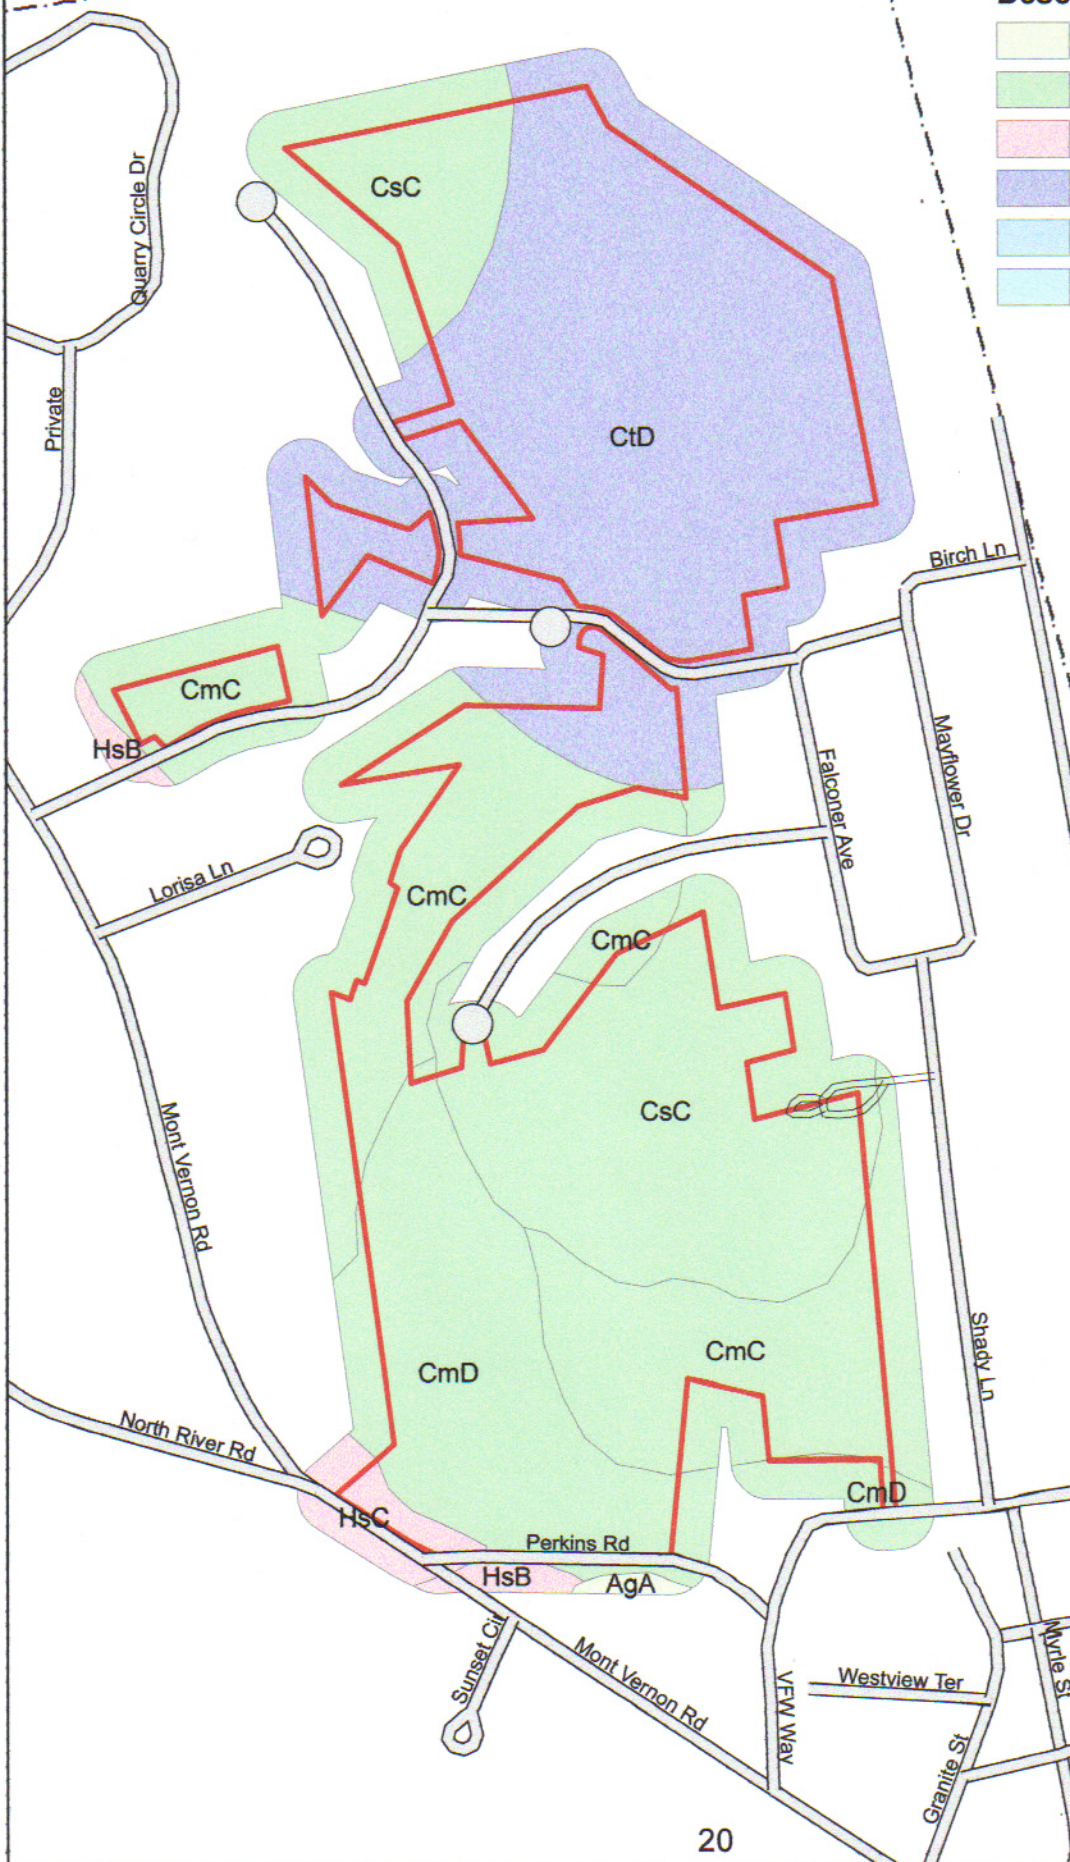 Quarry Circle Dr
CsC
Private
CtD
Birch Ln
CmC
HsB
Mayflower Dr
Falconer Ave
Lorisa Ln
CmC
CmC
CsC
Mont Vernon Rd
Shady Ln
CmC
CmD
North River Rd
CmD
HsC
Perkins Rd
HsB
AgA
Sunset Cir
Myrle St
Mont Vernon Rd
Westview Ter
VFW Way
Granite St
20